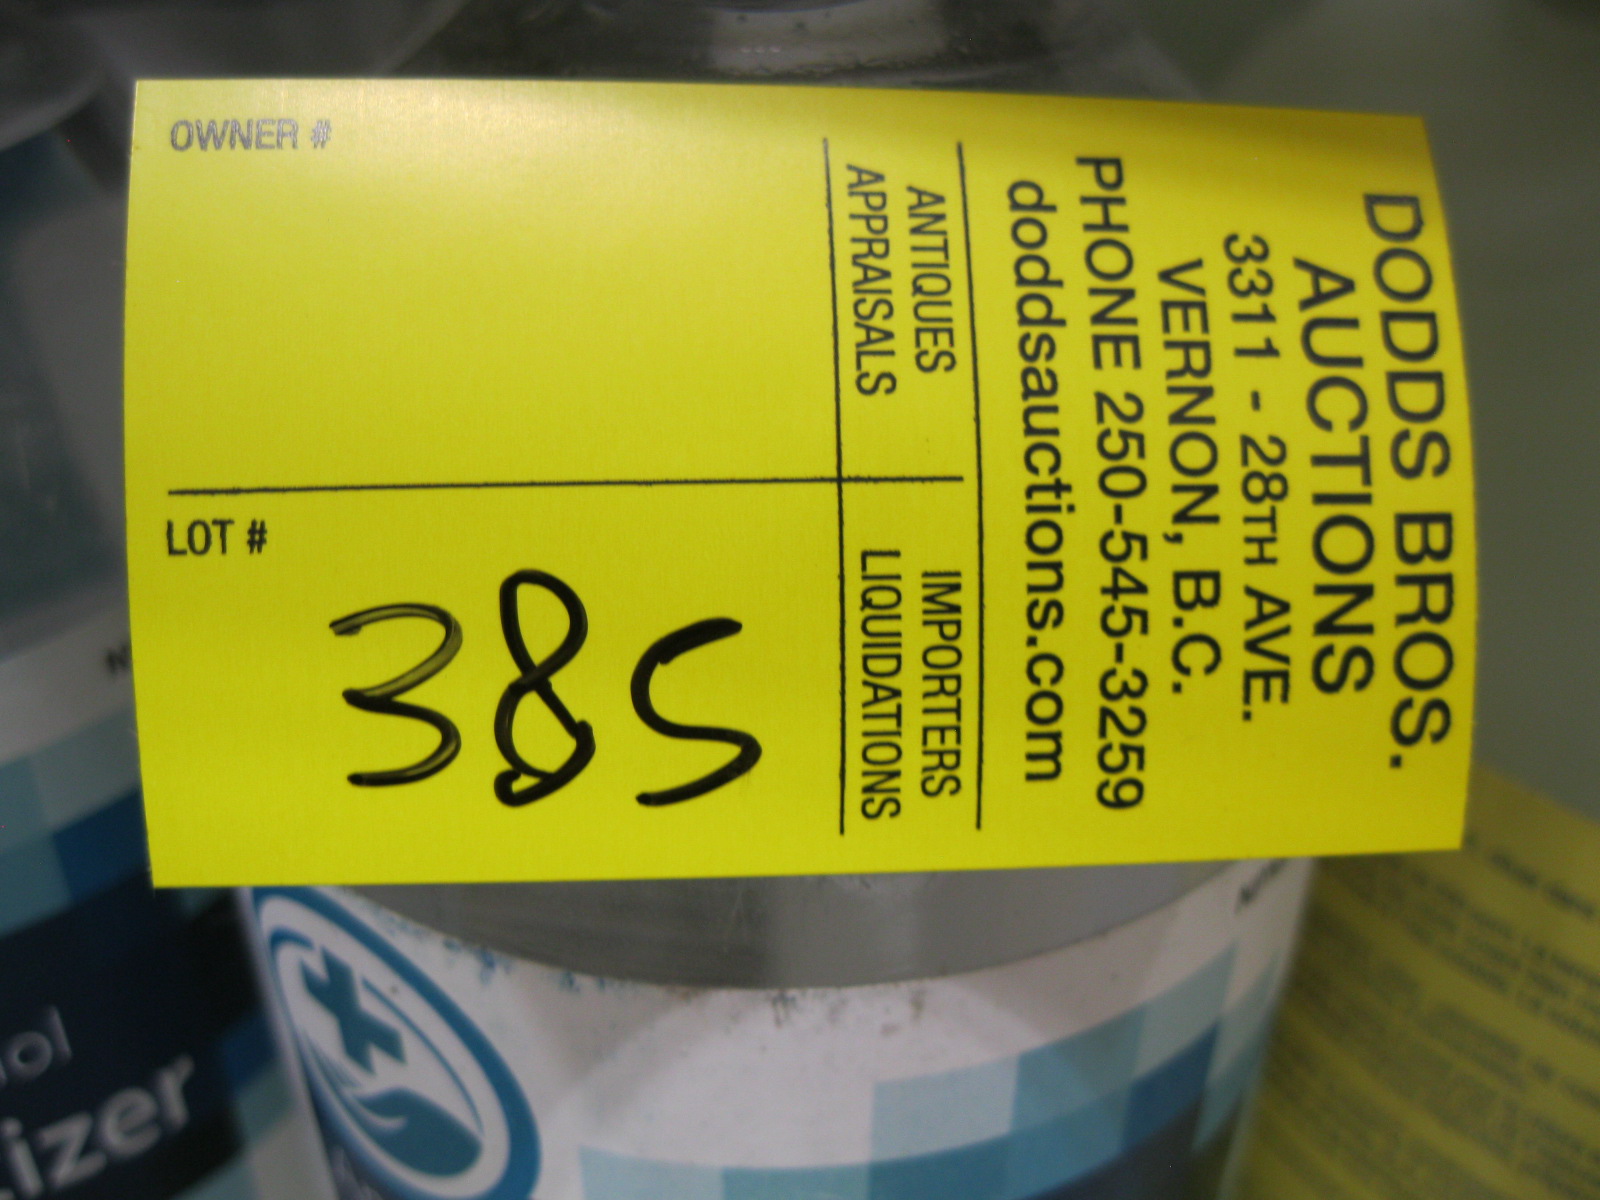 DODDS BROS.
AUCTIONS
3311 - 28TH AVE.
VERNON, B.C.
PHONE 250-545-3259
doddsauctions.com
ANTIQUES
APPRAISALS
IMPORTERS
LIQUIDATIONS
OWNER #
LOT #
385
ol
izer